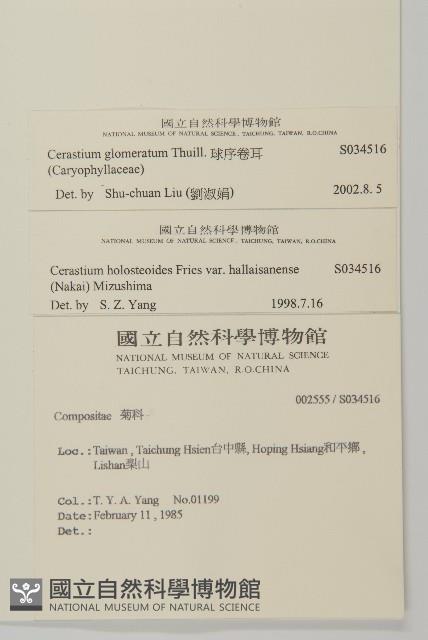 國立自然科學博物館
NATIONAL MUSEUM OF NATURAL SCIENCE, TAICHUNG, TAIWAN, R.O.CHINA
Cerastium glomeratum Thuill. 球序卷耳 S034516
(Caryophyllaceae)
Det. by Shu-chuan Liu (劉淑娟) 2002.8. 5
國立自然科學博物館
NATIONAL MUSEUM OF NATURAL SCIENCE, TAICHUNG, TAIWAN, R.O.CHINA
Cerastium holosteoides Fries var. hallaisanense S034516
(Nakai) Mizushima
Det. by S. Z. Yang 1998.7.16
國立自然科學博物館
NATIONAL MUSEUM OF NATURAL SCIENCE
TAICHUNG, TAIWAN, R.O.CHINA
002555 / S034516
Compositae 菊科
Loc.:Taiwan , Taichung Hsien台中縣, Hoping Hsiang和平鄉 ,
Lishan梨山
Col.:T. Y. A. Yang No.01199
Date:February 11 , 1985
Det.:
國立自然科學博物館
NATIONAL MUSEUM OF NATURAL SCIENCE